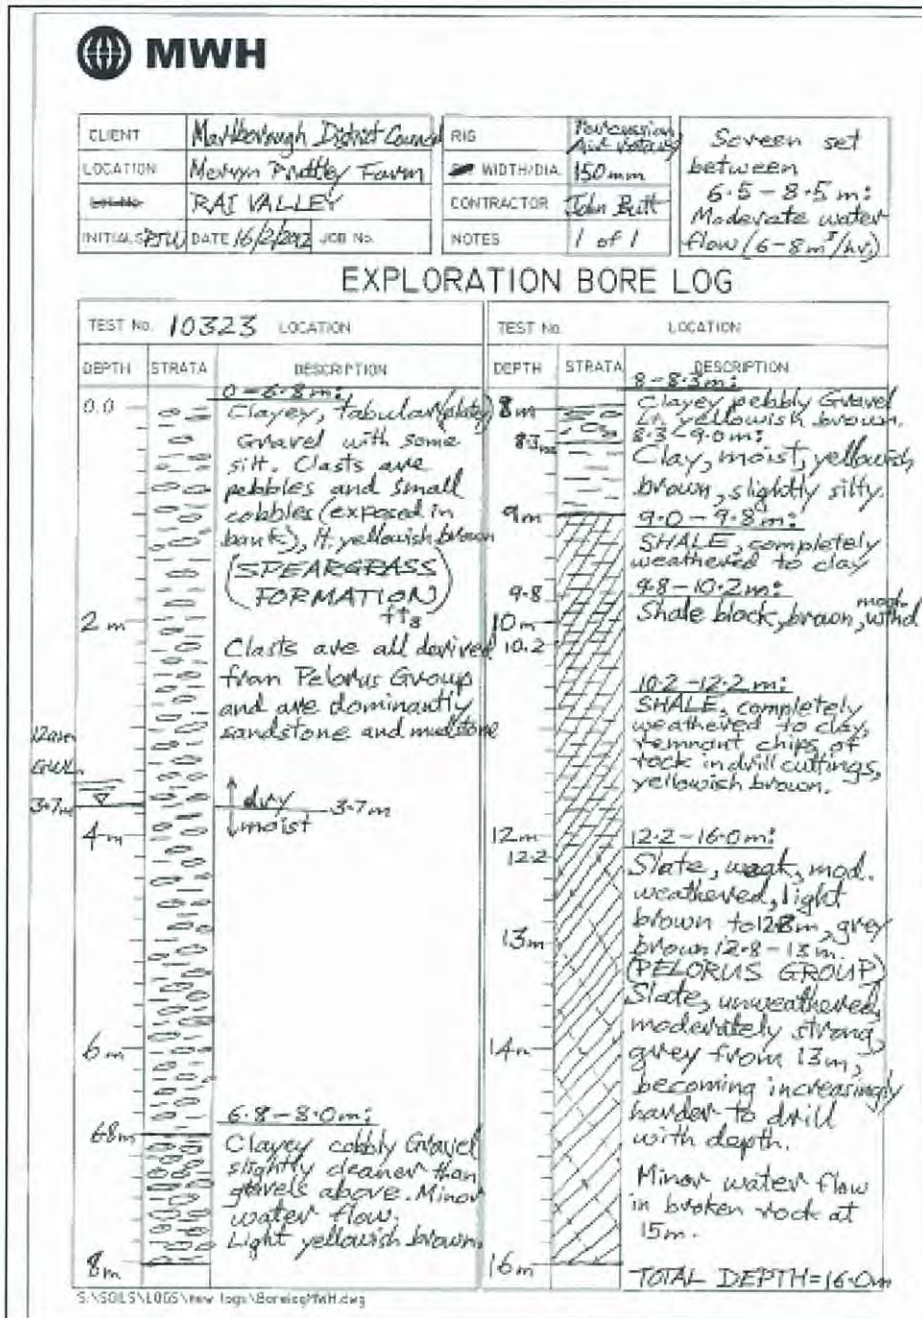 MWH
CLIENT Marlborough District Council
LOCATION Mervyn Prattley Farm
RAI VALLEY
INITIALS PJW DATE 16/2/2012 JOB No.
RIG Percussion Air rotary
WIDTH/DIA 150mm
CONTRACTOR John Butt
NOTES 1 of 1
Screen set
between
6.5-8.5m:
Moderate water
flow (6-8m³/hr)
EXPLORATION BORE LOG
TEST No. 10323 LOCATION
DEPTH STRATA DESCRIPTION
0-6.8m:
0.0
Clayey, tabular (platey)
Gravel with some
silt. Clasts are
pebbles and small
cobbles (exposed in
bank), lt. yellowish brown
(SPEARGRASS
FORMATION)
2m
Clasts are all derived
from Pelorus Group
and are dominantly
sandstone and mudstone
GWL
3.7m
dry
3.7m
moist
4m
6m
6.8-8.0m:
68m
Clayey cobbly Gravel
slightly cleaner than
gravels above. Minor
water flow.
Light yellowish brown.
8m
TEST No. LOCATION
DEPTH STRATA DESCRIPTION
8-8.3m:
8m
Clayey pebbly Gravel
Lt. yellowish brown.
8.3m
8.3-9.0m:
Clay, moist, yellowish
brown, slightly silty.
9m
9.0-9.8m:
SHALE, completely
weathered to clay
9.8
9.8-10.2m:
Shale block, brown, mod. wthd
10m
10.2
10.2-12.2m:
SHALE, completely
weathered to clay,
remnant chips of
rock in drill cuttings,
yellowish brown.
12m
12.2
12.2-16.0m:
Slate, weak, mod.
weathered, light
brown to 12.8m, grey
brown 12.8-13m.
13m
(PELORUS GROUP)
Slate, unweathered,
moderately strong,
grey from 13m,
14m
becoming increasingly
harder to drill
with depth.
Minor water flow
in broken rock at
15m.
16m
TOTAL DEPTH=16.0m
S:\SOILS\LOGS\new logs\BorelogMWH.dwg